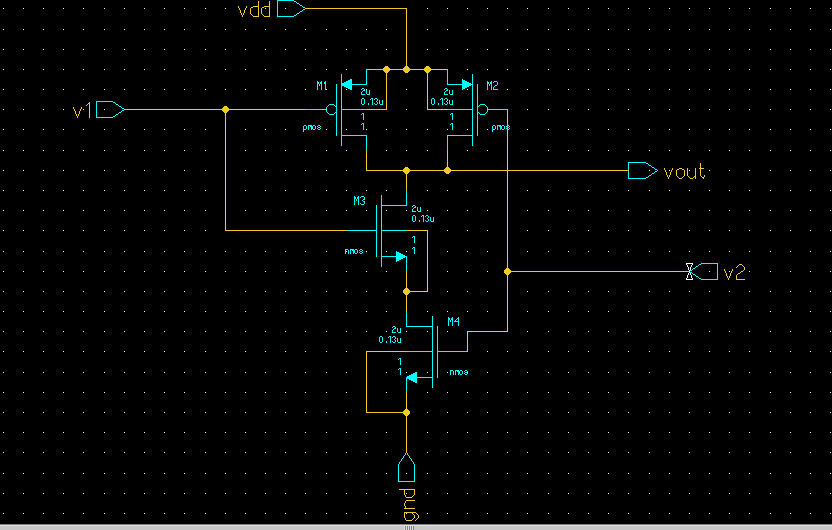 vdd
M1
M2
2u
0.13u
2u
0.13u
v1
1
1
1
1
pmos
pmos
vout
M3
2u
0.13u
1
1
nmos
v2
M4
2u
0.13u
1
1
nmos
gnd